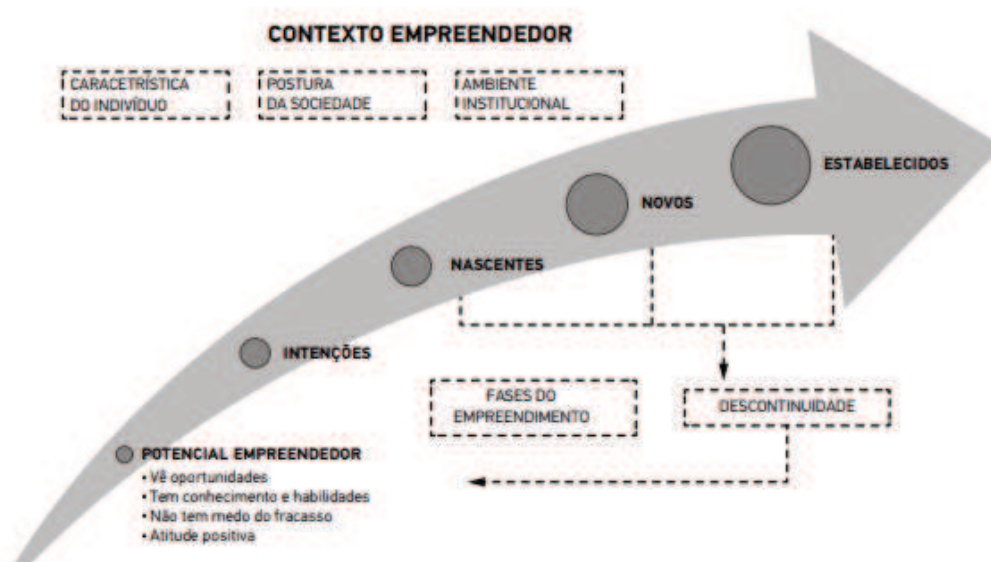 CONTEXTO EMPREENDEDOR
CARACETRÍSTICA
DO INDIVÍDUO
POSTURA
DA SOCIEDADE
AMBIENTE
INSTITUCIONAL
ESTABELECIDOS
NOVOS
NASCENTES
INTENÇÕES
FASES DO
EMPREENDIMENTO
DESCONTINUIDADE
POTENCIAL EMPREENDEDOR
• Vê oportunidades
• Tem conhecimento e habilidades
• Não tem medo do fracasso
• Atitude positiva